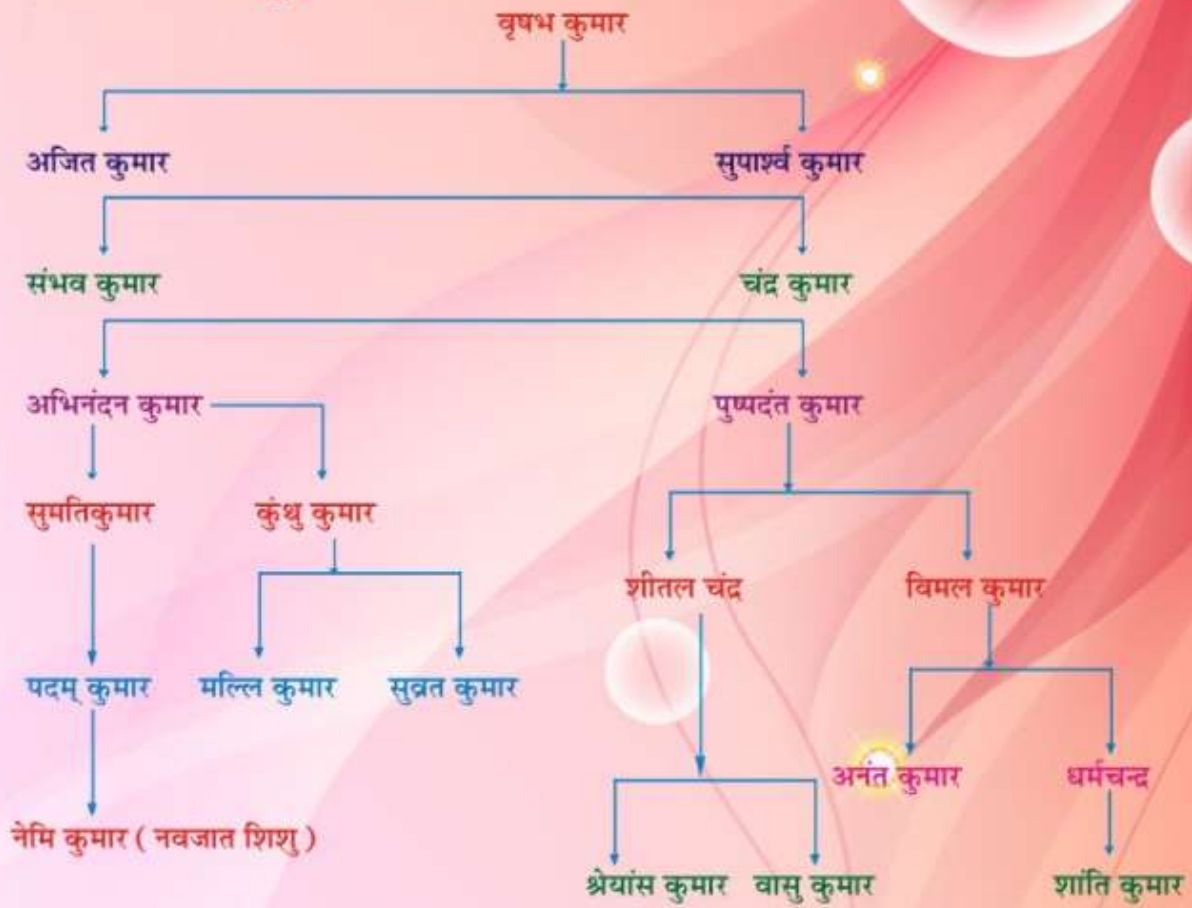 वृषभ कुमार
अजित कुमार सुपार्श्व कुमार
संभव कुमार चंद्र कुमार
अभिनंदन कुमार पुष्पदंत कुमार
सुमतिकुमार कुंथु कुमार
शीतल चंद्र विमल कुमार
पदम् कुमार मल्लि कुमार सुव्रत कुमार
अनंत कुमार धर्मचन्द्र
नेमि कुमार ( नवजात शिशु )
श्रेयांस कुमार वासु कुमार शांति कुमार